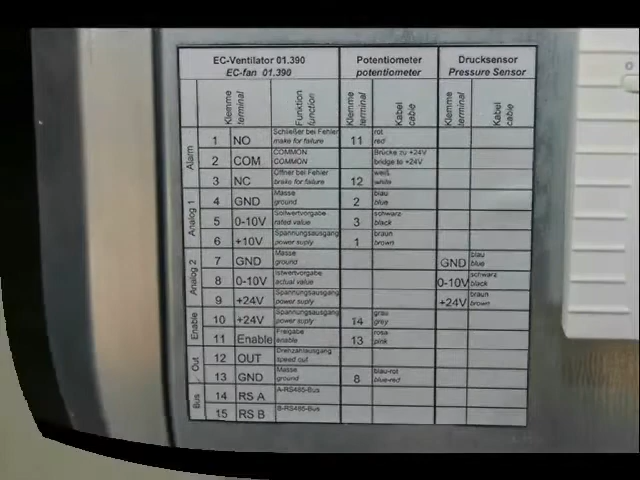 EC-Ventilator 01.390 Potentiometer Drucksensor
EC-fan 01.390 potentiometer Pressure Sensor
Klemme terminal Funktion function Klemme terminal Kabel cable Klemme terminal Kabel cable
Alarm
1 NO Schließer bei Fehler make for failure 11 rot red
2 COM COMMON COMMON Brücke zu +24V bridge to +24V
3 NC Öffner bei Fehler brake for failure 12 weiß white
Analog 1
4 GND Masse ground 2 blau blue
5 0-10V Sollwertvorgabe rated value 3 schwarz black
6 +10V Spannungsausgang power suply 1 braun brown
Analog 2
7 GND Masse ground GND blau blue
8 0-10V Istwertvorgabe actual value 0-10V schwarz black
9 +24V Spannungsausgang power suply +24V braun brown
Enable
10 +24V Spannungsausgang power suply 14 grau grey
11 Enable Freigabe enable 13 rosa pink
Out
12 OUT Drehzahlausgang speed out
13 GND Masse ground 8 blau-rot blue-red
Bus
14 RS A A-RS485-Bus
15 RS B B-RS485-Bus